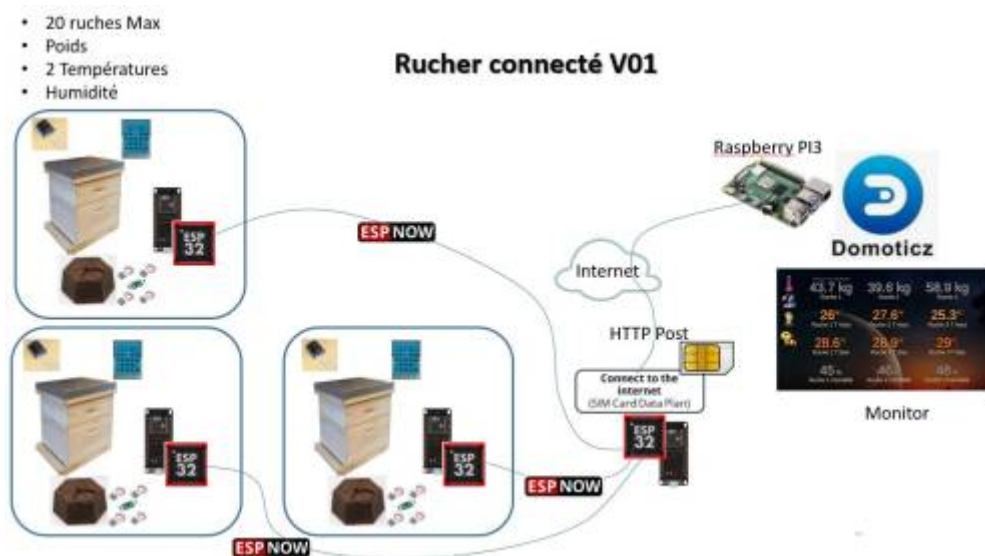 20 ruches Max
Poids
2 Températures
Humidité
Rucher connecté V01
Raspberry PI3
Domoticz
ESP 32
ESP NOW
Internet
43.7 kg 39.6 kg 58.9 kg
26° 27.6° 25.3°
28.6° 28.9° 29°
45 46 46
HTTP Post
Connect to the
internet
(SIM Card Data Plan)
Monitor
ESP 32
ESP 32
ESP 32
ESP NOW
ESP NOW